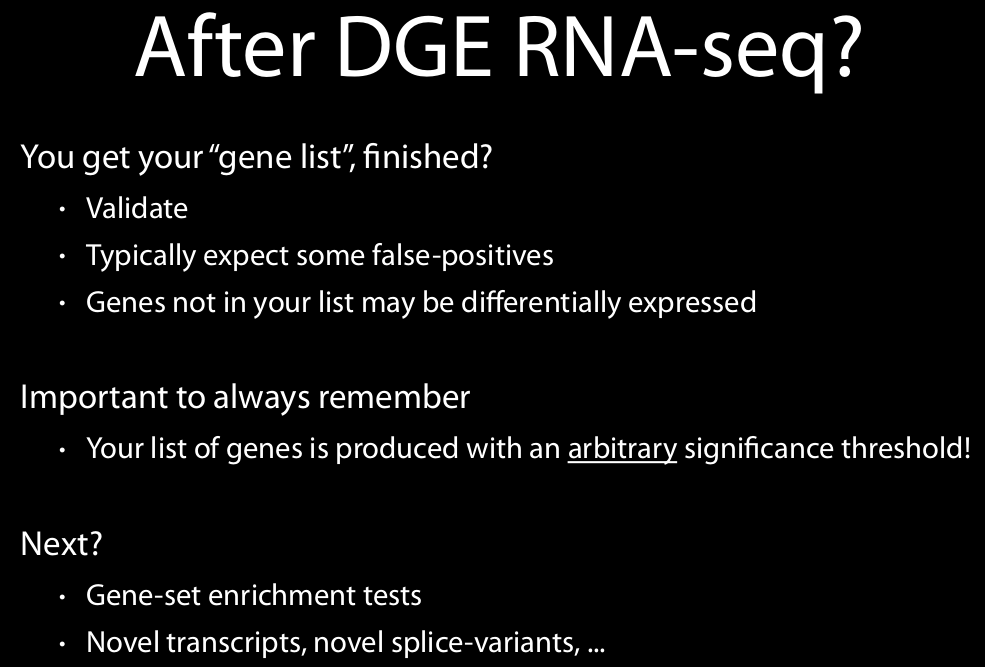 After DGE RNA-seq?
You get your “gene list”, finished?
• Validate
• Typically expect some false-positives
• Genes not in your list may be differentially expressed
Important to always remember
• Your list of genes is produced with an arbitrary significance threshold!
Next?
• Gene-set enrichment tests
• Novel transcripts, novel splice-variants, ...